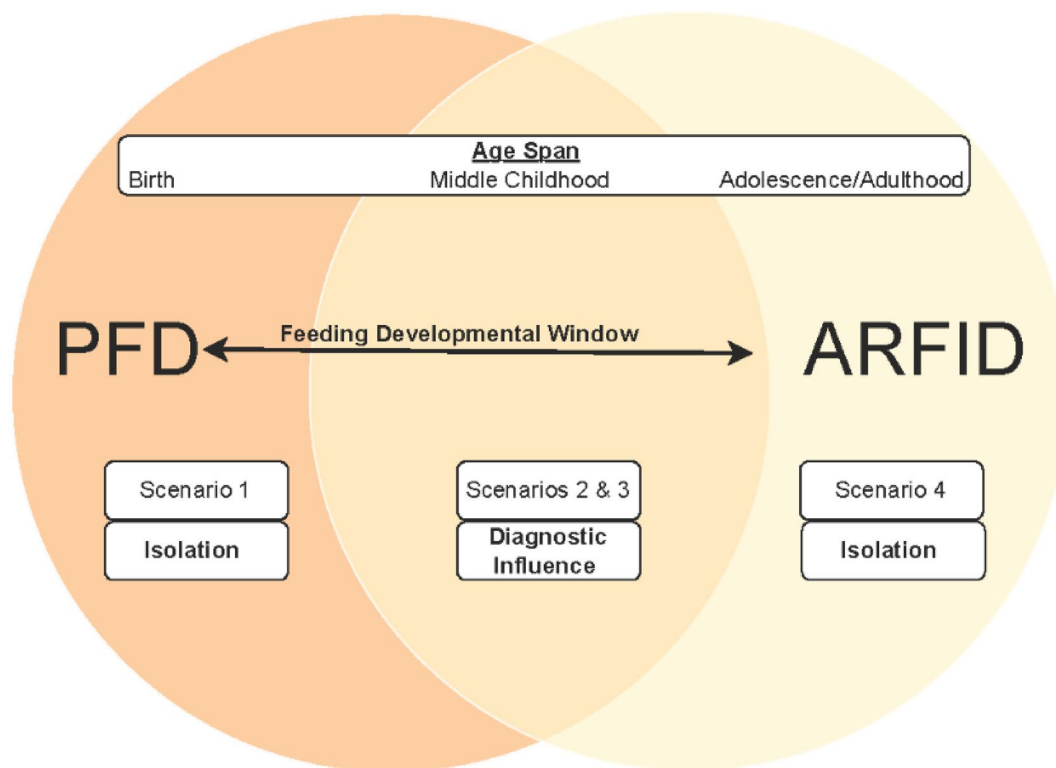 Age Span
Birth Middle Childhood Adolescence/Adulthood
Feeding Developmental Window
PFD ARFID
Scenario 1 Scenarios 2 & 3 Scenario 4
Isolation Diagnostic Influence Isolation